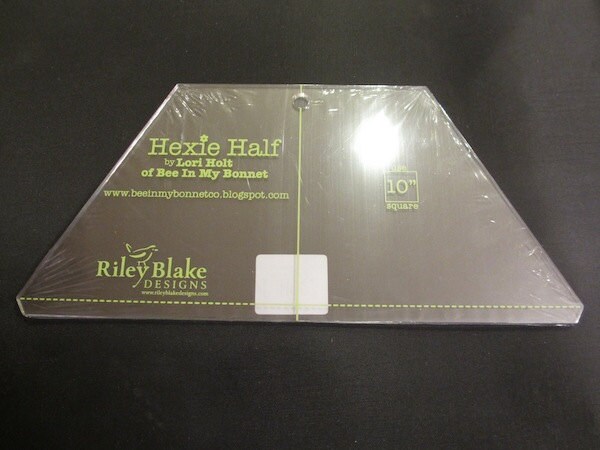 Hexie Half
by Lori Holt
of Bee In My Bonnet
www.beeinmybonnetco.blogspot.com
10"
square
Riley Blake
DESIGNS
www.rileyblakedesigns.com